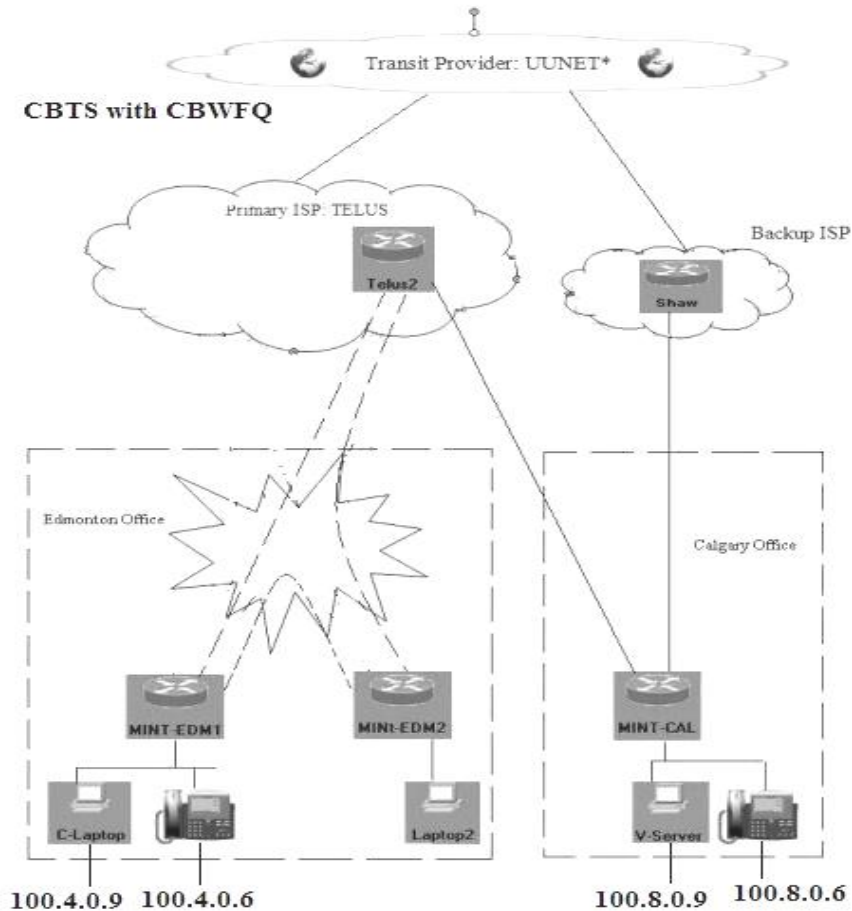 Transit Provider: UUNET*
CBTS with CBWFQ
Primary ISP: TELUS
Telus2
Backup ISP
Shaw
Edmonton Office
Calgary Office
MINT-EDM1
MINt-EDM2
MINT-CAL
C-Laptop
Laptop2
V-Server
100.4.0.9
100.4.0.6
100.8.0.9
100.8.0.6